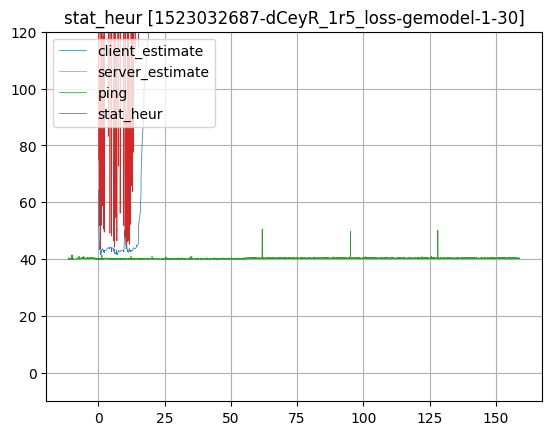 stat_heur [1523032687-dCeyR_1r5_loss-gemodel-1-30]
client_estimate
server_estimate
ping
stat_heur
120
100
80
60
40
20
0
0
25
50
75
100
125
150